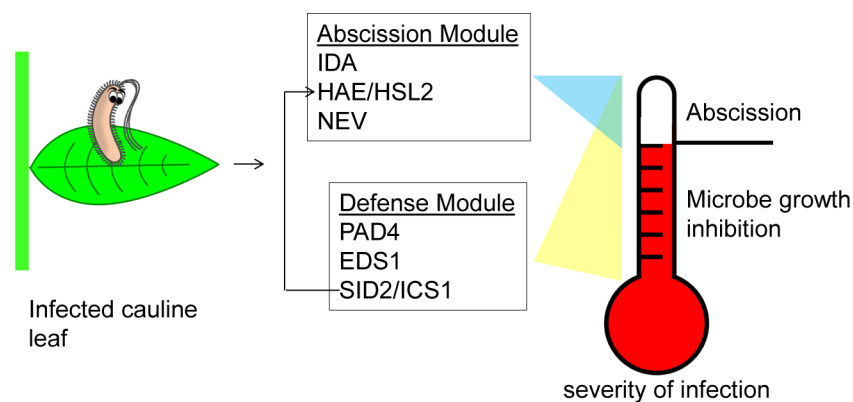 Abscission Module
IDA
HAE/HSL2
NEV
Defense Module
PAD4
EDS1
SID2/ICS1
Infected cauline
leaf
Abscission
Microbe growth
inhibition
severity of infection